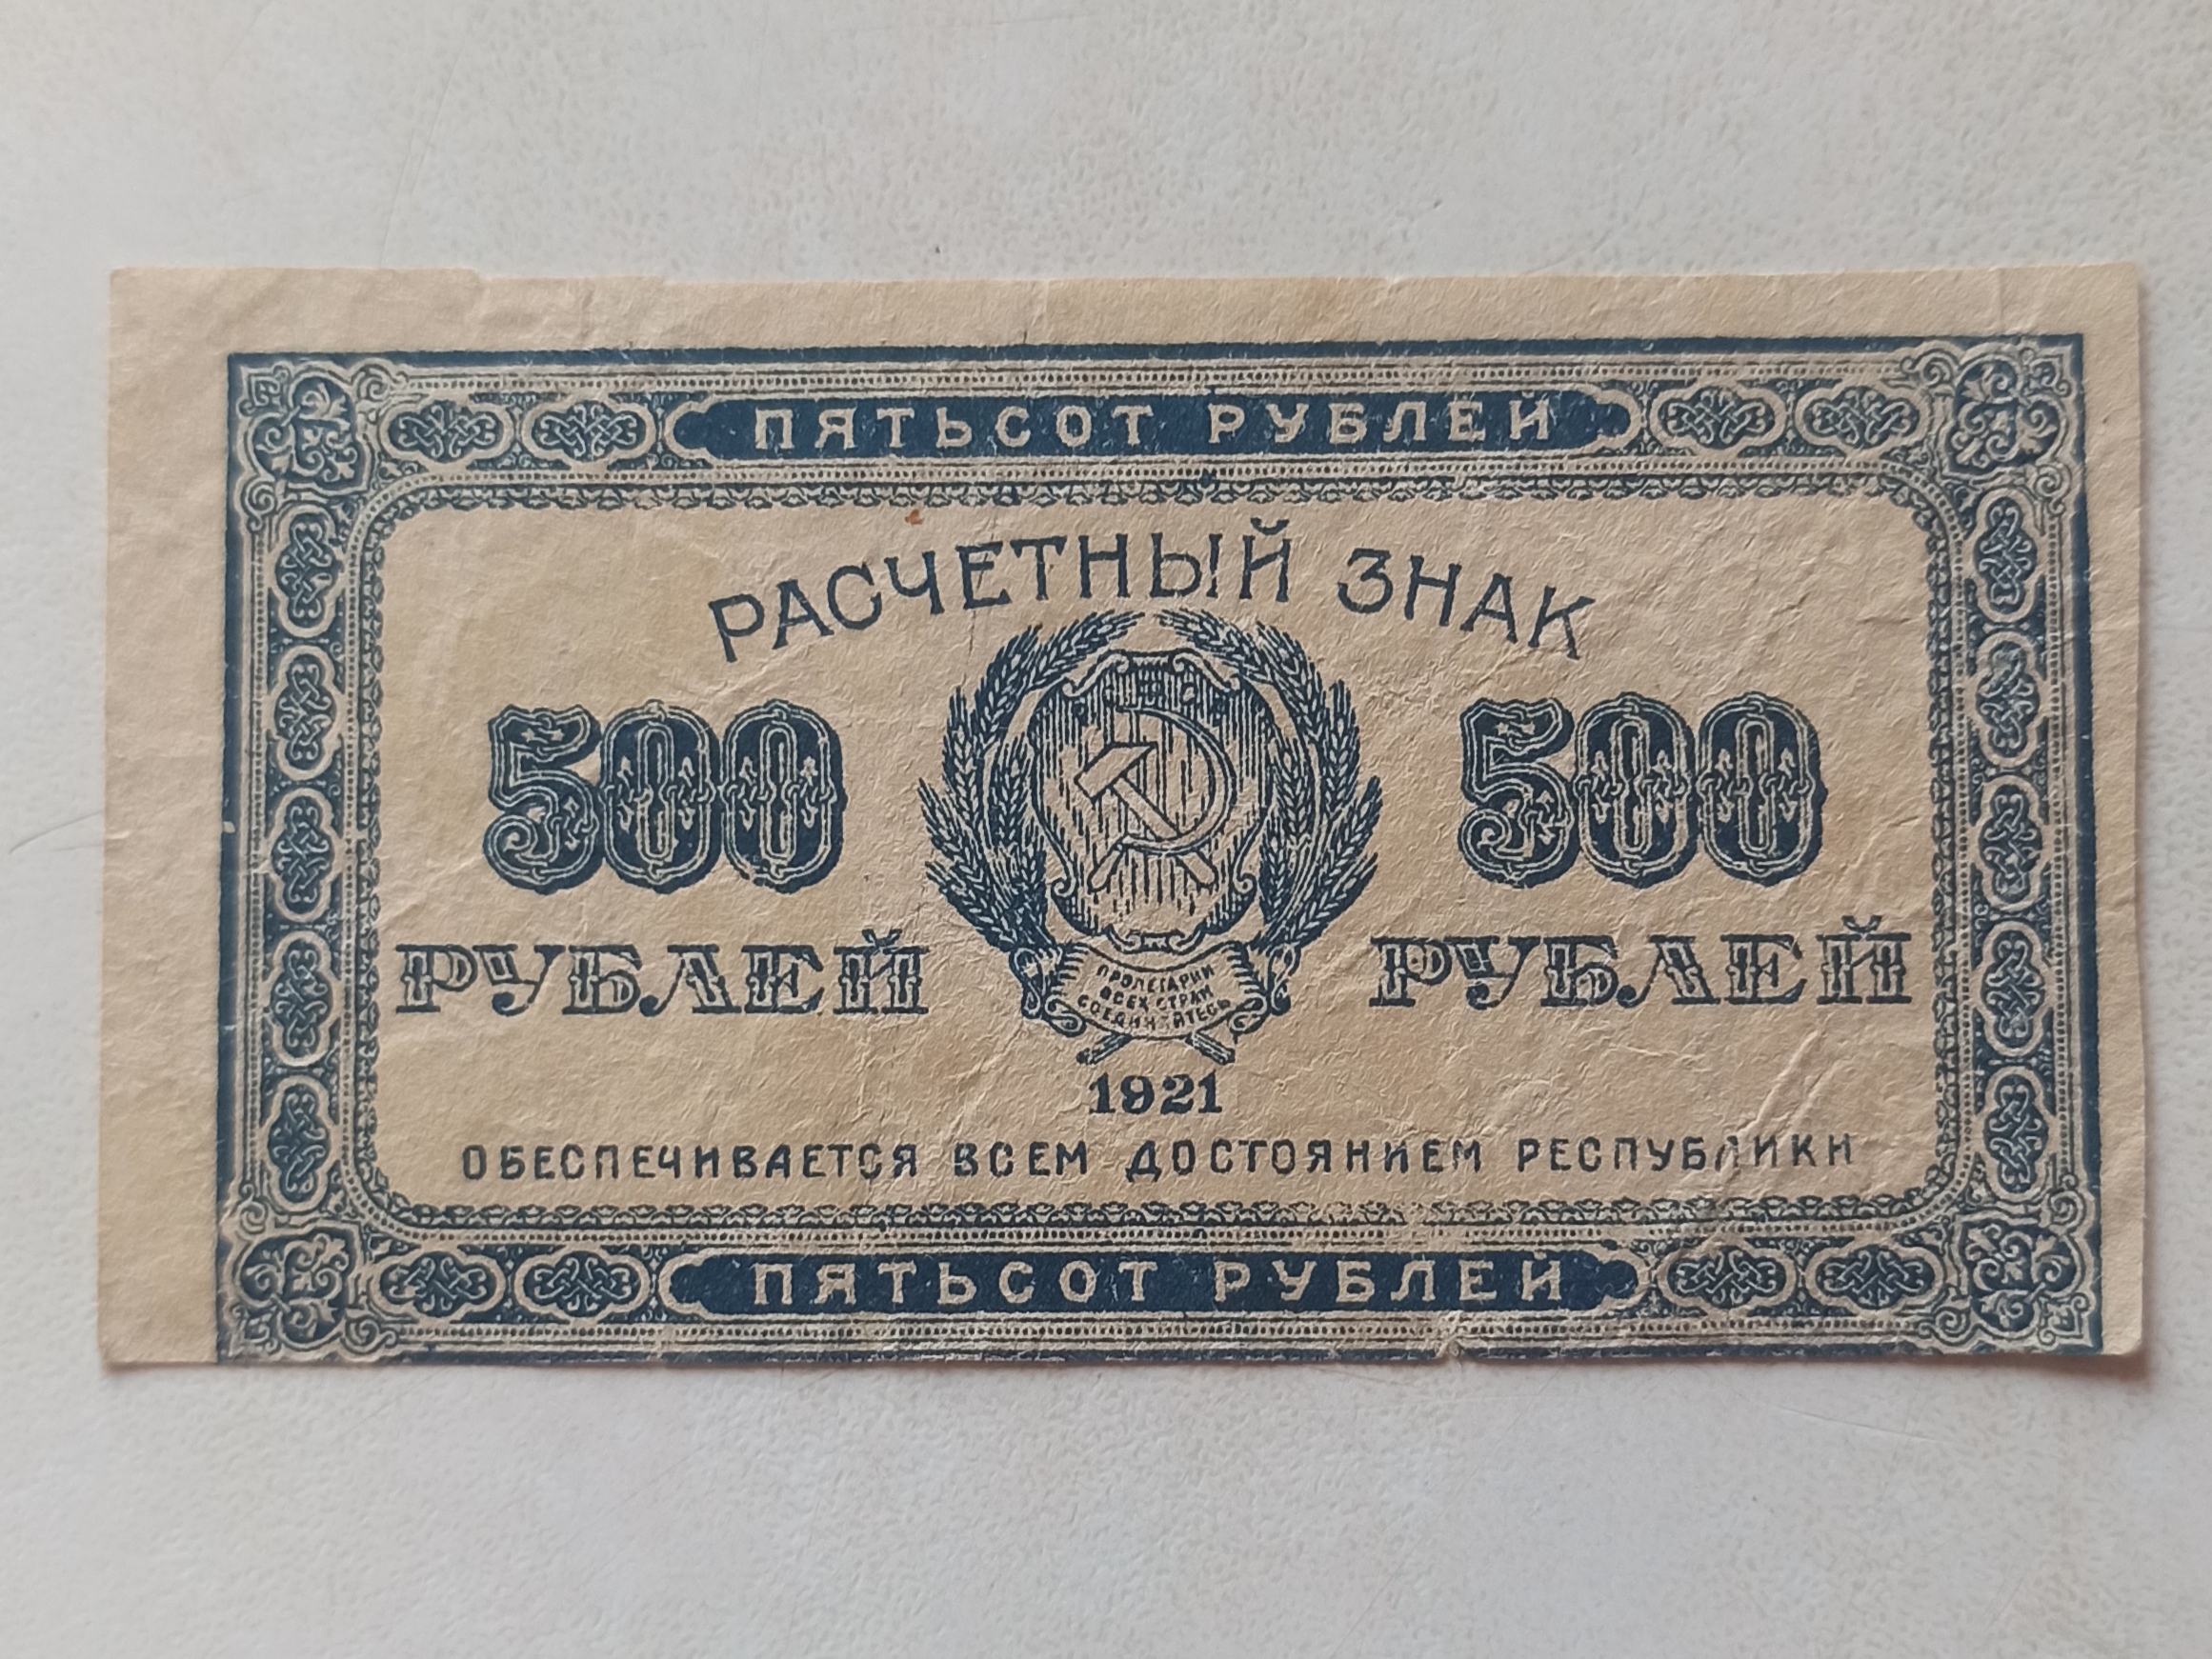 ПЯТЬСОТ РУБЛЕЙ
РАСЧЕТНЫЙ ЗНАК
500 500
РУБЛЕЙ РУБЛЕЙ
ПРОЛЕТАРИИ
ВСЕХ СТРАН
СОЕДИНЯЙТЕСЬ
1921
ОБЕСПЕЧИВАЕТСЯ ВСЕМ ДОСТОЯНИЕМ РЕСПУБЛИКИ
ПЯТЬСОТ РУБЛЕЙ